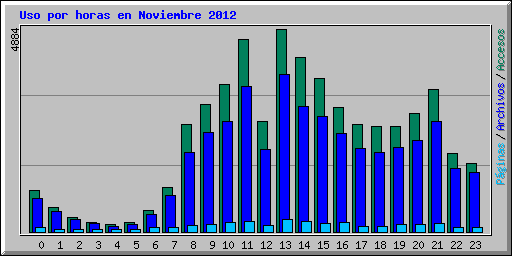 Uso por horas en Noviembre 2012
4884
Páginas / Archivos / Accesos
0 1 2 3 4 5 6 7 8 9 10 11 12 13 14 15 16 17 18 19 20 21 22 23